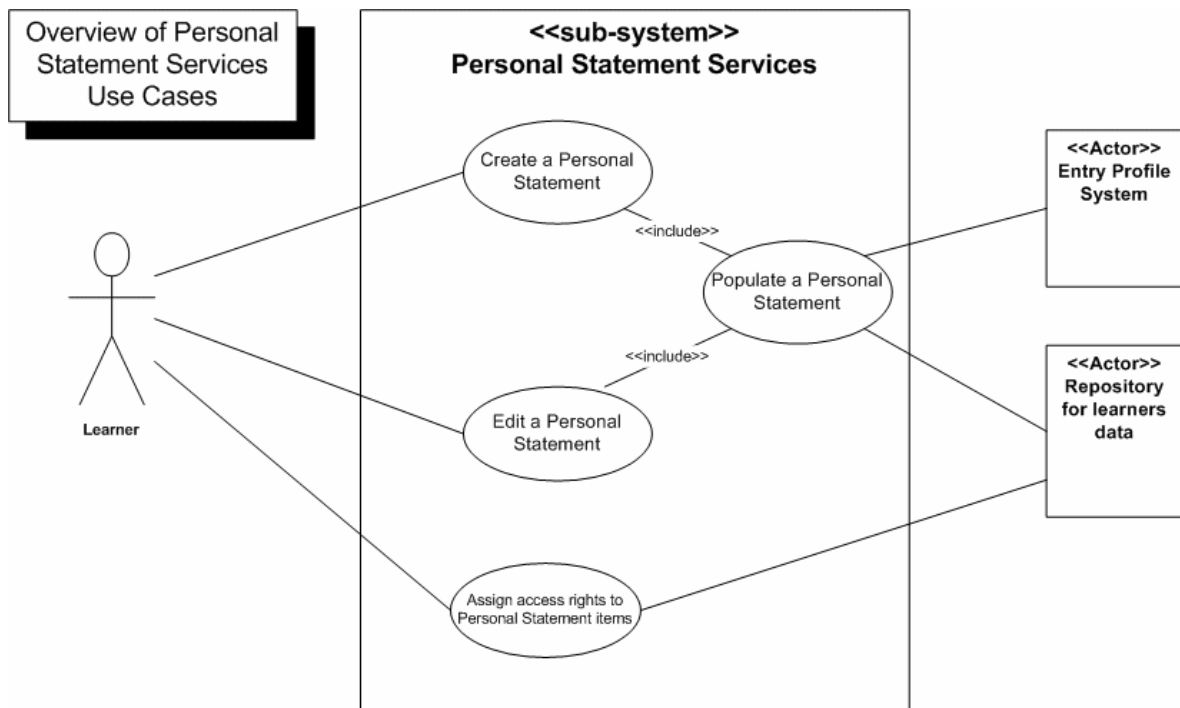 Overview of Personal
Statement Services
Use Cases
<<sub-system>>
Personal Statement Services
Create a Personal
Statement
<<Actor>>
Entry Profile
System
<<include>>
Populate a Personal
Statement
<<include>>
<<Actor>>
Repository
for learners
data
Learner
Edit a Personal
Statement
Assign access rights to
Personal Statement items